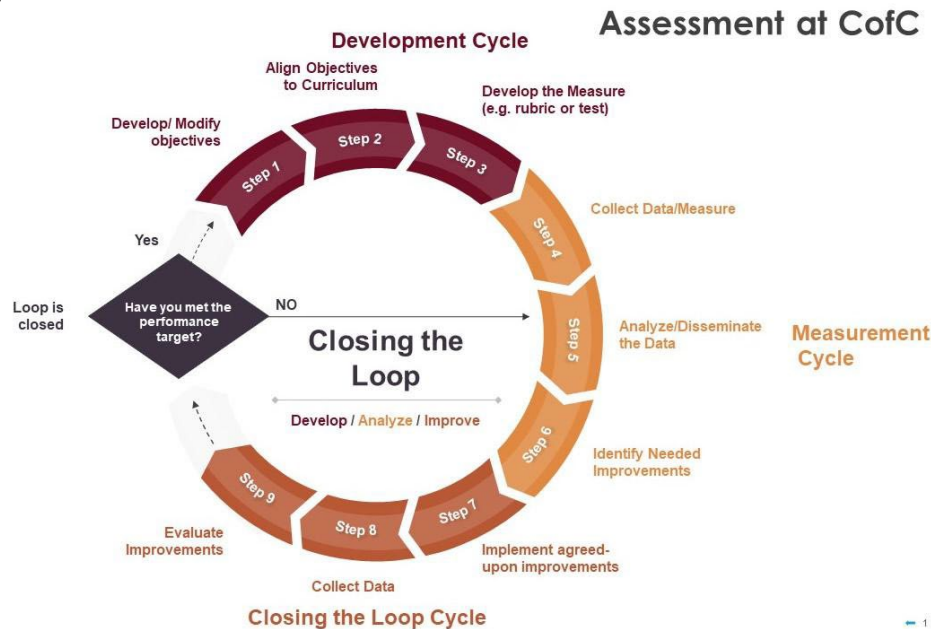 Assessment at CofC
Development Cycle
Align Objectives
to Curriculum
Develop the Measure
(e.g. rubric or test)
Develop/ Modify
objectives
Step 1
Step 2
Step 3
Collect Data/Measure
Step 4
Yes
Have you met the
performance
target?
Loop is
closed
NO
Closing the
Loop
Develop / Analyze / Improve
Step 5
Analyze/Disseminate
the Data
Measurement
Cycle
Step 6
Identify Needed
Improvements
Step 7
Implement agreed-
upon improvements
Step 8
Collect Data
Step 9
Evaluate
Improvements
Closing the Loop Cycle
1